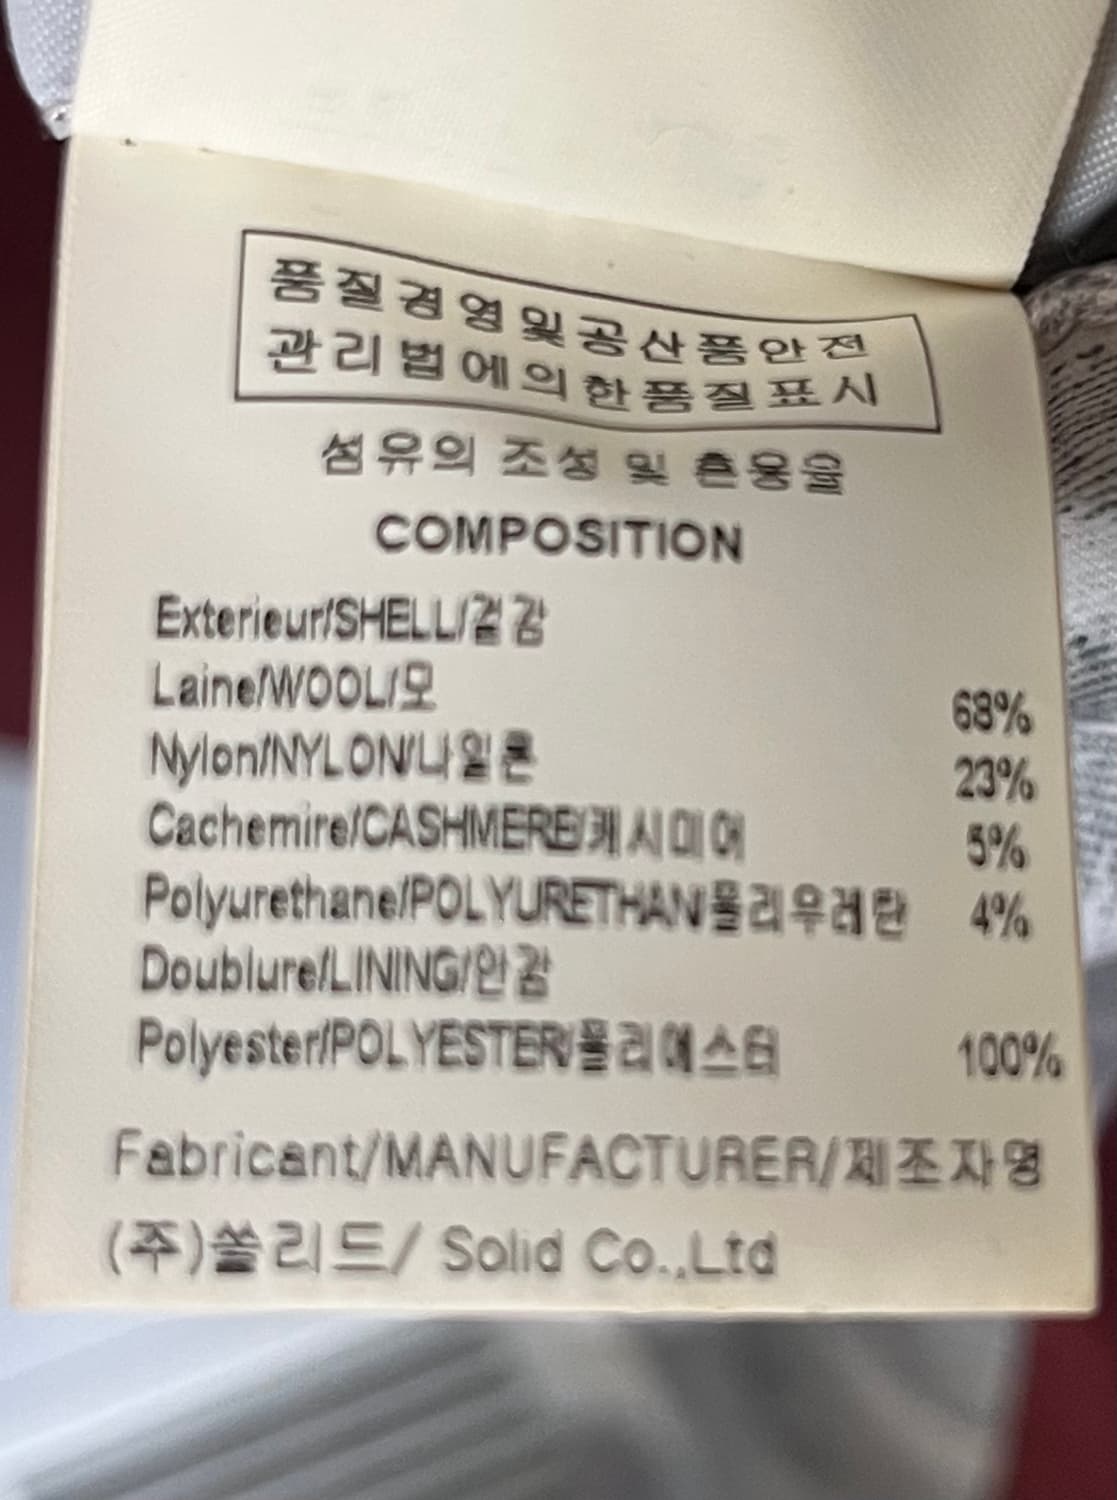 품질경영및공산품안전
관리법에의한품질표시
섬유의 조성 및 혼용율
COMPOSITION
Exterieur/SHELL/겉감
Laine/WOOL/모 68%
Nylon/NYLON/나일론 23%
Cachemire/CASHMERE/캐시미어 5%
Polyurethane/POLYURETHAN/폴리우레탄 4%
Doublure/LINING/안감
Polyester/POLYESTER/폴리에스터 100%
Fabricant/MANUFACTURER/제조자명
(주)쏠리드/ Solid Co.,Ltd